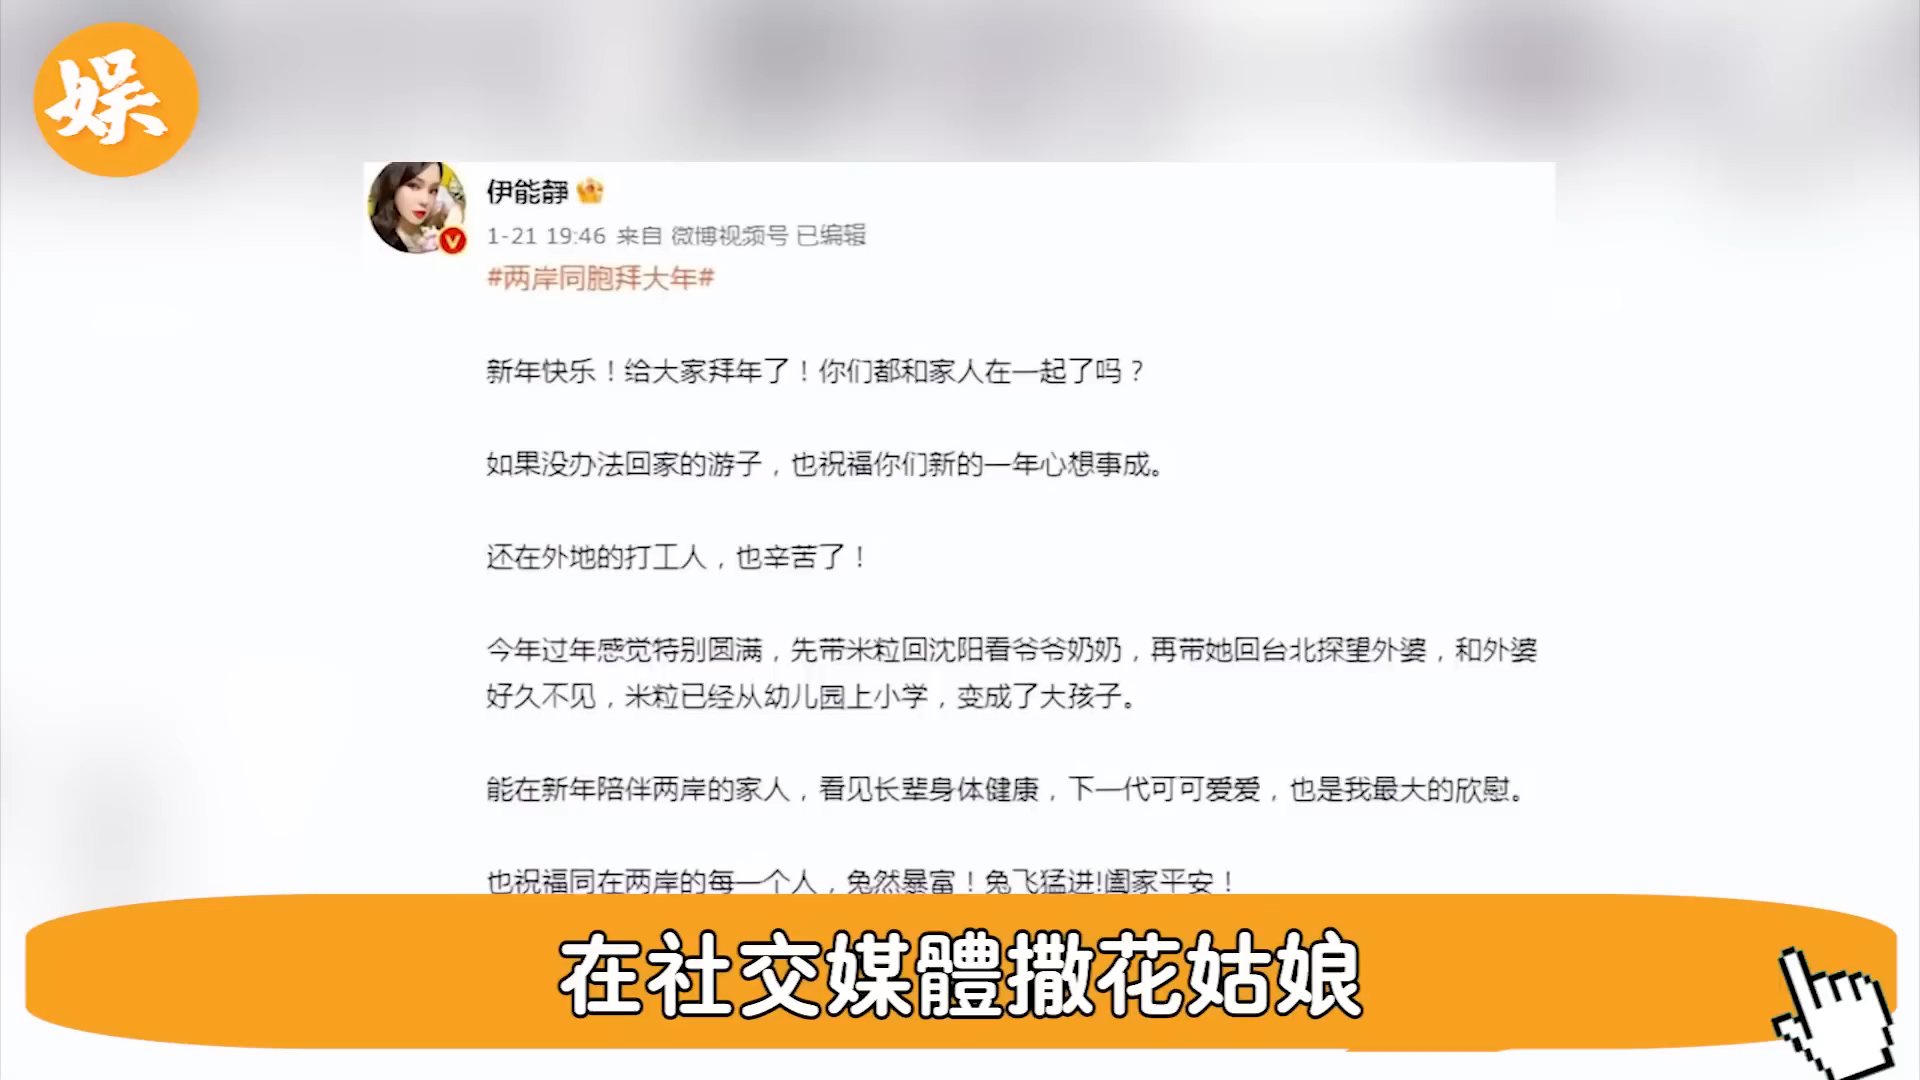 娱
伊能靜
1-21 19:46 来自 微博视频号 已编辑
#两岸同胞拜大年#
新年快乐！给大家拜年了！你们都和家人在一起了吗？
如果没办法回家的游子，也祝福你们新的一年心想事成。
还在外地的打工人，也辛苦了！
今年过年感觉特别圆满，先带米粒回沈阳看爷爷奶奶，再带她回台北探望外婆，和外婆
好久不见，米粒已经从幼儿园上小学，变成了大孩子。
能在新年陪伴两岸的家人，看见长辈身体健康，下一代可可爱爱，也是我最大的欣慰。
也祝福同在两岸的每一个人，兔然暴富！兔飞猛进!阖家平安！
在社交媒體撒花姑娘